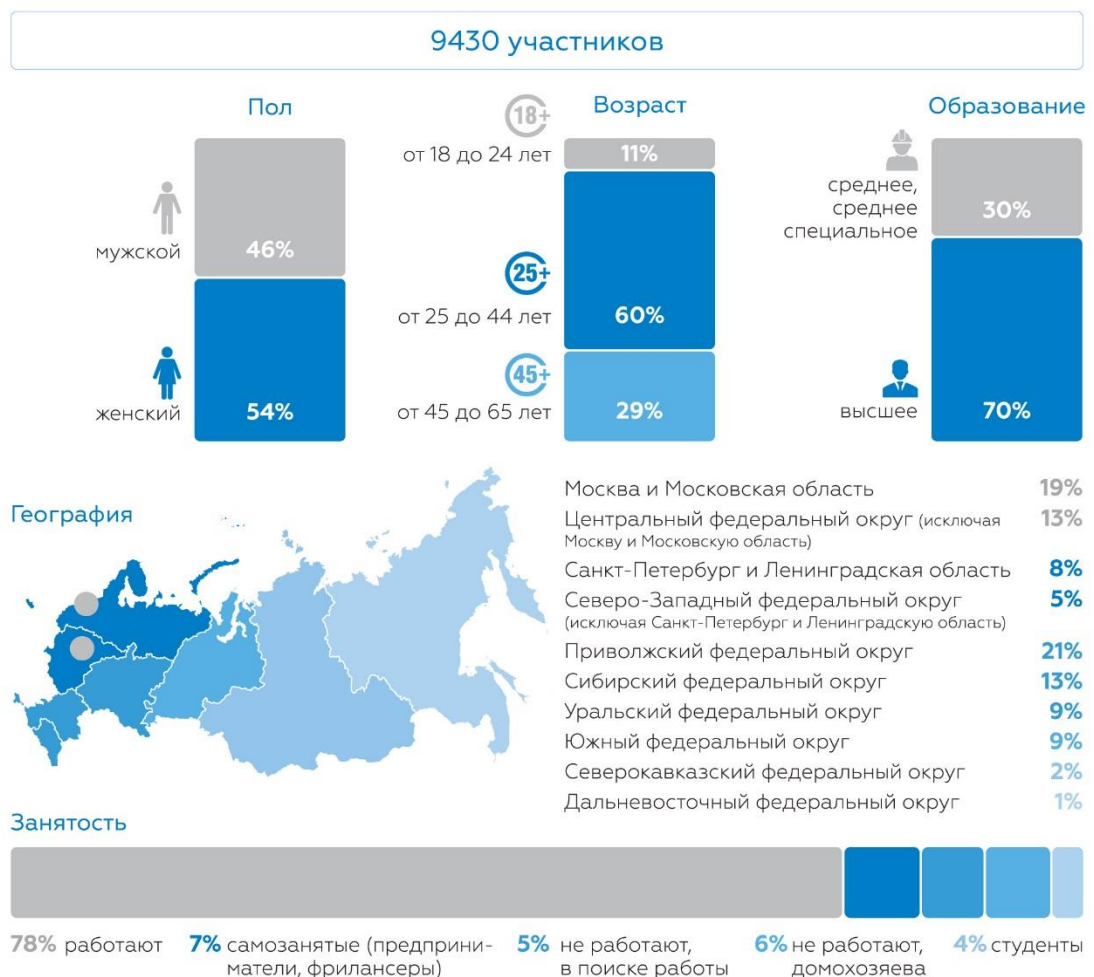 9430 участников
Пол
мужской
46%
женский
54%
Возраст
18+
от 18 до 24 лет
11%
25+
от 25 до 44 лет
60%
45+
от 45 до 65 лет
29%
Образование
среднее,
среднее
специальное
30%
высшее
70%
География
Москва и Московская область 19%
Центральный федеральный округ (исключая 13%
Москву и Московскую область)
Санкт-Петербург и Ленинградская область 8%
Северо-Западный федеральный округ 5%
(исключая Санкт-Петербург и Ленинградскую область)
Приволжский федеральный округ 21%
Сибирский федеральный округ 13%
Уральский федеральный округ 9%
Южный федеральный округ 9%
Северокавказский федеральный округ 2%
Дальневосточный федеральный округ 1%
Занятость
78% работают
7% самозанятые (предприни-
матели, фрилансеры)
5% не работают,
в поиске работы
6% не работают,
домохозяева
4% студенты